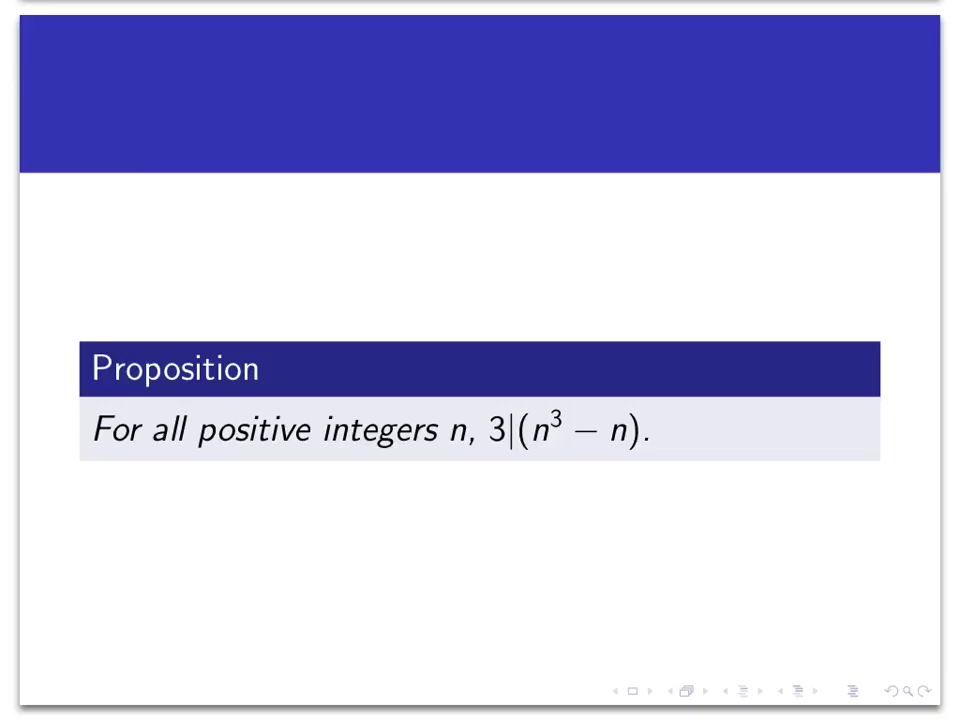 Proposition
For all positive integers n, 3|(n³ − n).